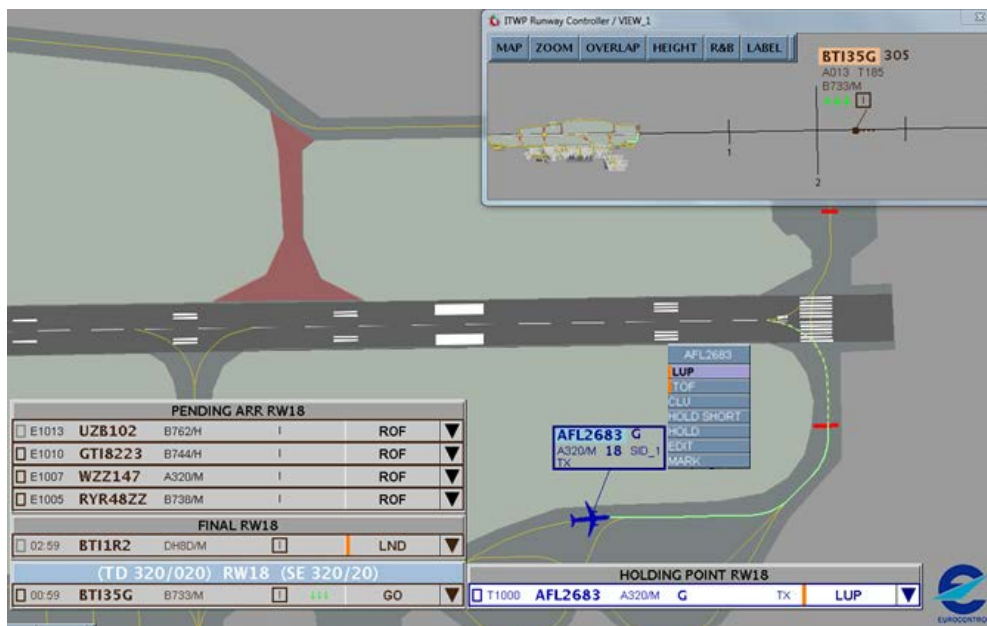 ITWP Runway Controller / VIEW_1
MAP ZOOM OVERLAP HEIGHT R&B LABEL
BTI35G 305
A013 T185
B733/M
↓↓↓ I
1
2
AFL2683
LUP
TOF
CLU
HOLD SHORT
HOLD
EDIT
MARK
AFL2683 G
A320/M 18 SID_1
TX
PENDING ARR RW18
E1013 UZB102 B762/H I ROF
E1010 GTI8223 B744/H I ROF
E1007 WZZ147 A320/M I ROF
E1005 RYR48ZZ B738/M I ROF
FINAL RW18
02:59 BTI1R2 DH8D/M I LND
(TD 320/020) RW18 (SE 320/20)
00:59 BTI35G B733/M I ↓↓↓ GO
HOLDING POINT RW18
T1000 AFL2683 A320/M G TX LUP
EUROCONTROL